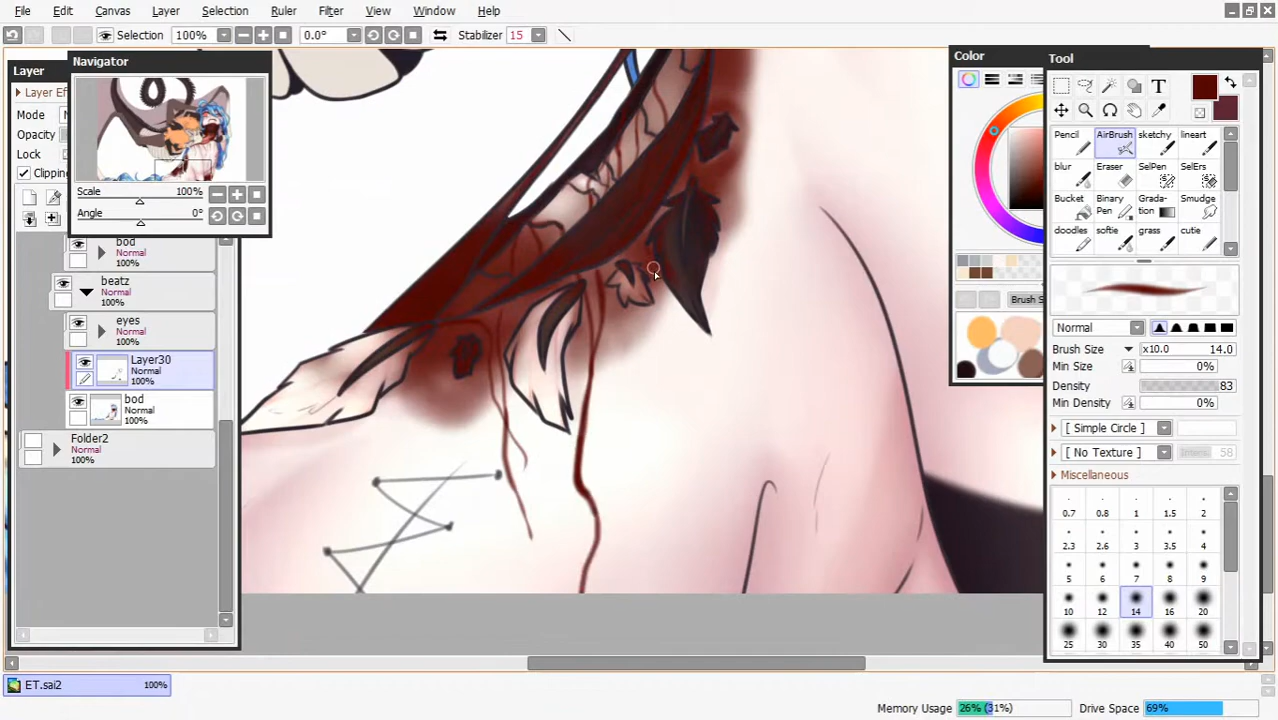 File Edit Canvas Layer Selection Ruler Filter View Window Help
Selection 100% 0.0° Stabilizer 15
Layer
Navigator
Layer
Mode
Opacity
Lock
Clipping
Scale 100%
Angle 0°
bod
Normal
100%
beatz
Normal
100%
eyes
Normal
100%
Layer30
Normal
100%
bod
Normal
100%
Folder2
Normal
100%
Color
Brush S
Tool
T
Pencil AirBrush sketchy lineart
blur Eraser SelPen SelErs
Bucket Binary Pen Gradation Smudge
doodles softie grass cutie
Normal
Brush Size x10.0 14.0
Min Size 0%
Density 83
Min Density 0%
[ Simple Circle ]
[ No Texture ] 58
Miscellaneous
0.7 0.8 1 1.5 2
2.3 2.6 3 3.5 4
5 6 7 8 9
10 12 14 16 20
25 30 35 40 50
ET.sai2 100%
Memory Usage 26% (31%) Drive Space 69%